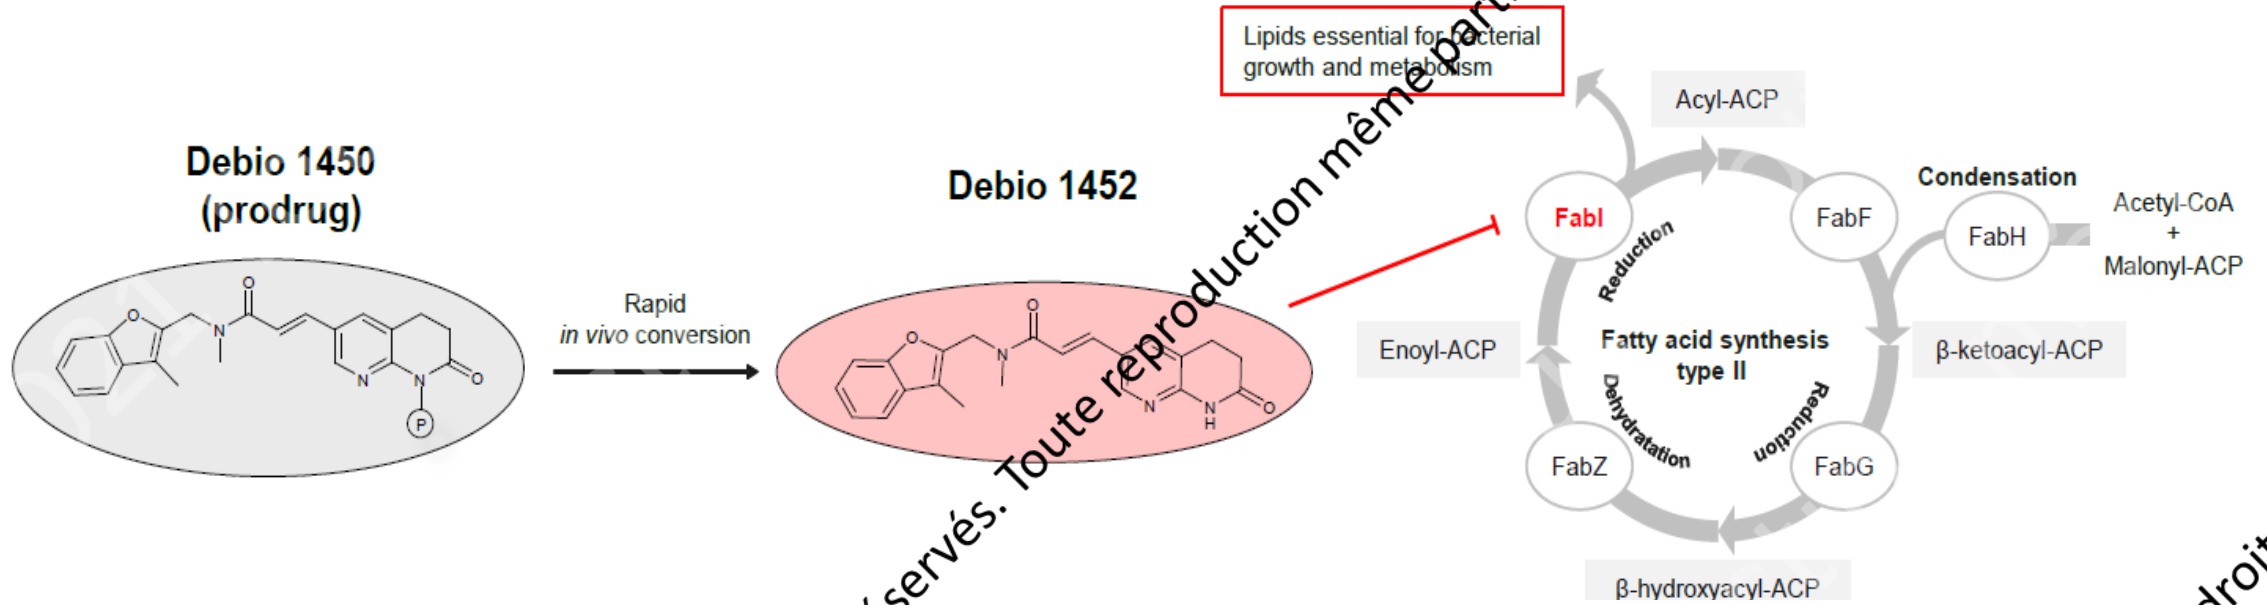 Debio 1450
(prodrug)
O
O
N
N
N
O
P
Rapid
in vivo conversion
Debio 1452
O
O
N
N
N
H
O
Lipids essential for bacterial
growth and metabolism
Acyl-ACP
FabI
FabF
Condensation
FabH
Acetyl-CoA
+
Malonyl-ACP
Reduction
Enoyl-ACP
Fatty acid synthesis
type II
β-ketoacyl-ACP
Dehydratation
Reduction
FabZ
FabG
β-hydroxyacyl-ACP
servés. Toute reproduction même part
droit